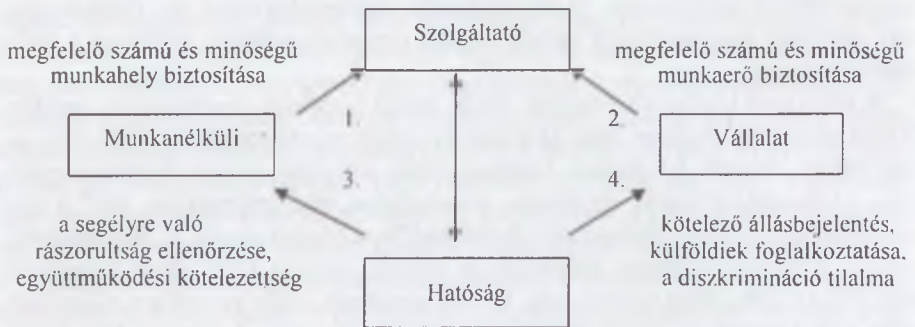 Szolgáltató
megfelelő számú és minőségű
munkahely biztosítása
megfelelő számú és minőségű
munkaerő biztosítása
1.
2.
Munkanélküli
Vállalat
3.
4.
a segélyre való
rászorultság ellenőrzése,
együttműködési kötelezettség
kötelező állásbejelentés,
külföldiek foglalkoztatása.
a diszkrimináció tilalma
Hatóság